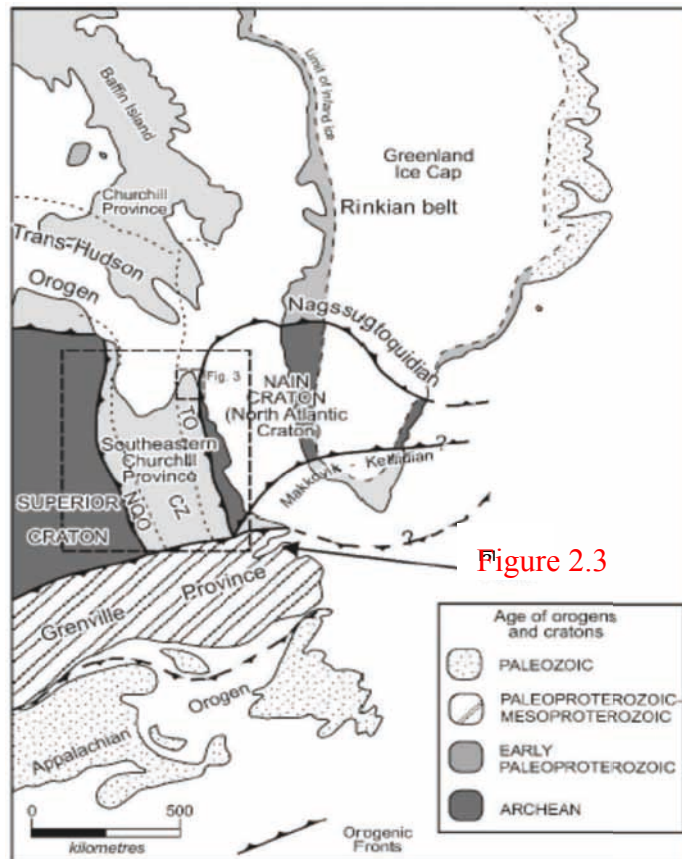 Baffin Island
Limit of Inland ice
Greland
Ice Cap
Rinkian belt
Churchill
Province
Trans-Hudson
Orogen
Nagssugtoquidian
Fig. 3
NAIN
CRATON
(North Atlantic
Craton)
TO
Southeastern
Churchill
Province
Makkovik - Ketilidian
?
SUPERIOR
CRATON
NQO
CZ
?
Figure 2.3
Grenville Province
Orogen
Appalachian
Age of orogens
and cratons
PALEOZOIC
PALEOPROTEROZOIC-
MESOPROTEROZOIC
EARLY
PALEOPROTEROZOIC
ARCHEAN
0 500
kilometres
Orogenic
Fronts